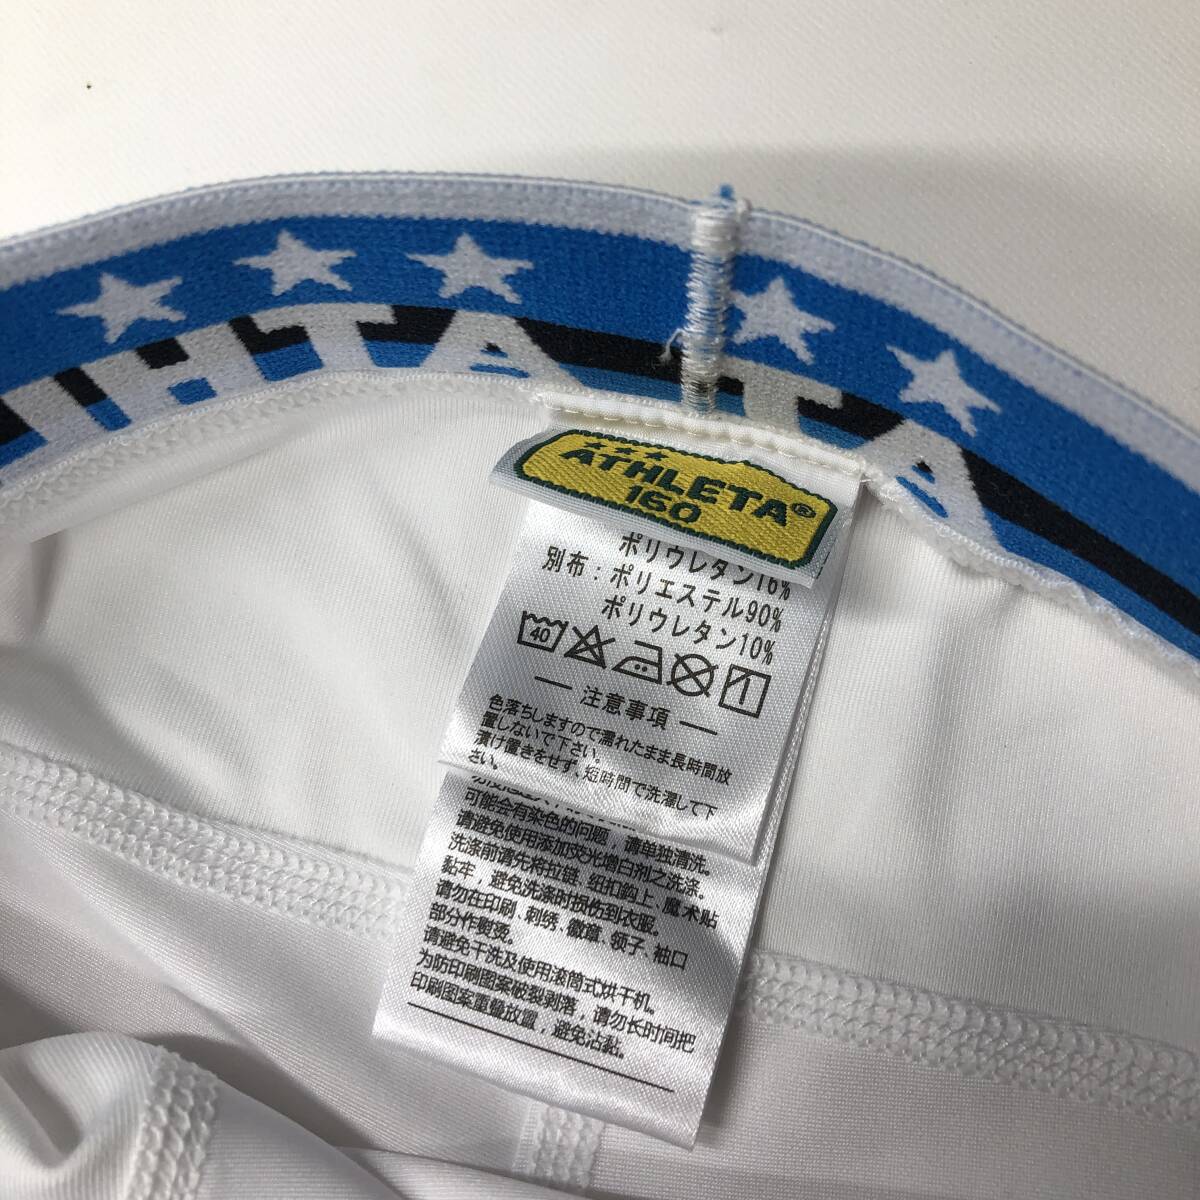 ATHLETA®
160
ポリウレタン16%
別布：ポリエステル90%
ポリウレタン10%
40
注意事項
色落ちしますので濡れたまま長時間放
置しないで下さい。
漬け置きをせず、短時間で洗濯して下
さい。
可能会有染色的问题，请单独清洗。
请避免使用添加荧光增白剂之洗涤。
洗涤前请先将拉链、纽扣钩上、魔术贴
黏牢，避免洗涤时损伤到衣服。
请勿在印刷、刺绣、徽章、领子、袖口
部分作熨烫。
请避免干洗及使用滚筒式烘干机。
为防印刷图案破裂剥落，请勿长时间把
印刷图案重叠放置，避免沾黏。